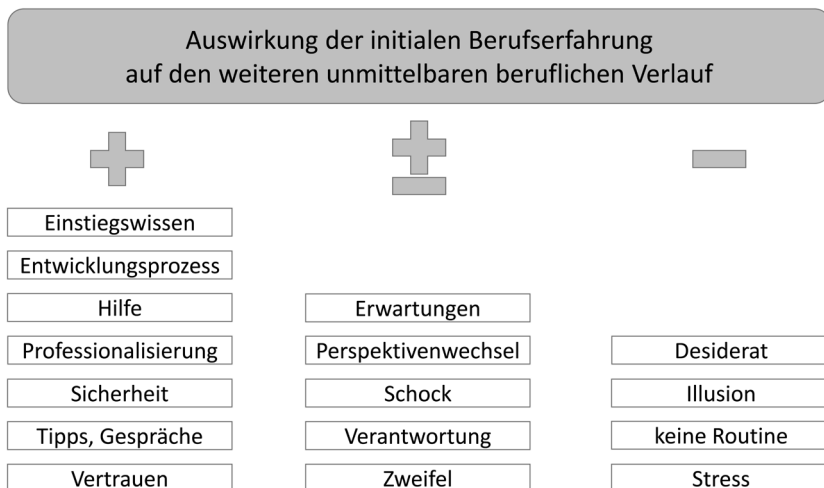 Auswirkung der initialen Berufserfahrung
auf den weiteren unmittelbaren beruflichen Verlauf
Einstiegswissen
Entwicklungsprozess
Hilfe
Professionalisierung
Sicherheit
Tipps, Gespräche
Vertrauen
Erwartungen
Perspektivenwechsel
Schock
Verantwortung
Zweifel
Desiderat
Illusion
keine Routine
Stress